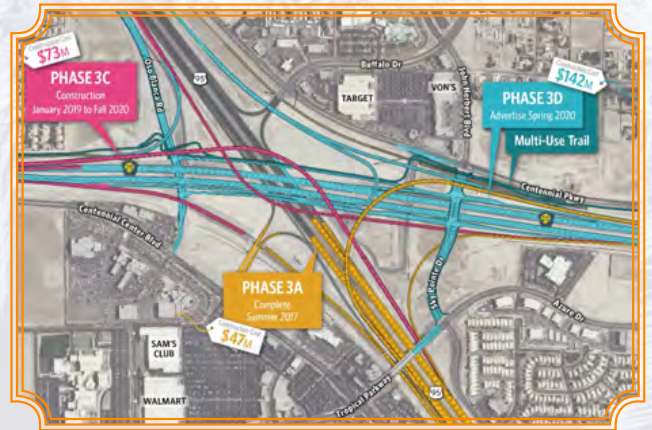 Construction Cost
$73M
PHASE 3C
Construction
January 2019 to Fall 2020
Oso Blanca Rd
95
Buffalo Dr
TARGET
VON'S
John Herbert Blvd
Construction Cost
$142M
PHASE 3D
Advertise Spring 2020
Multi-Use Trail
Centennial Pkwy
Centennial Center Blvd
PHASE 3A
Complete
Summer 2017
Construction Cost
$47M
Sky Pointe Dr
Azure Dr
SAM'S
CLUB
WALMART
Tropical Parkway
95